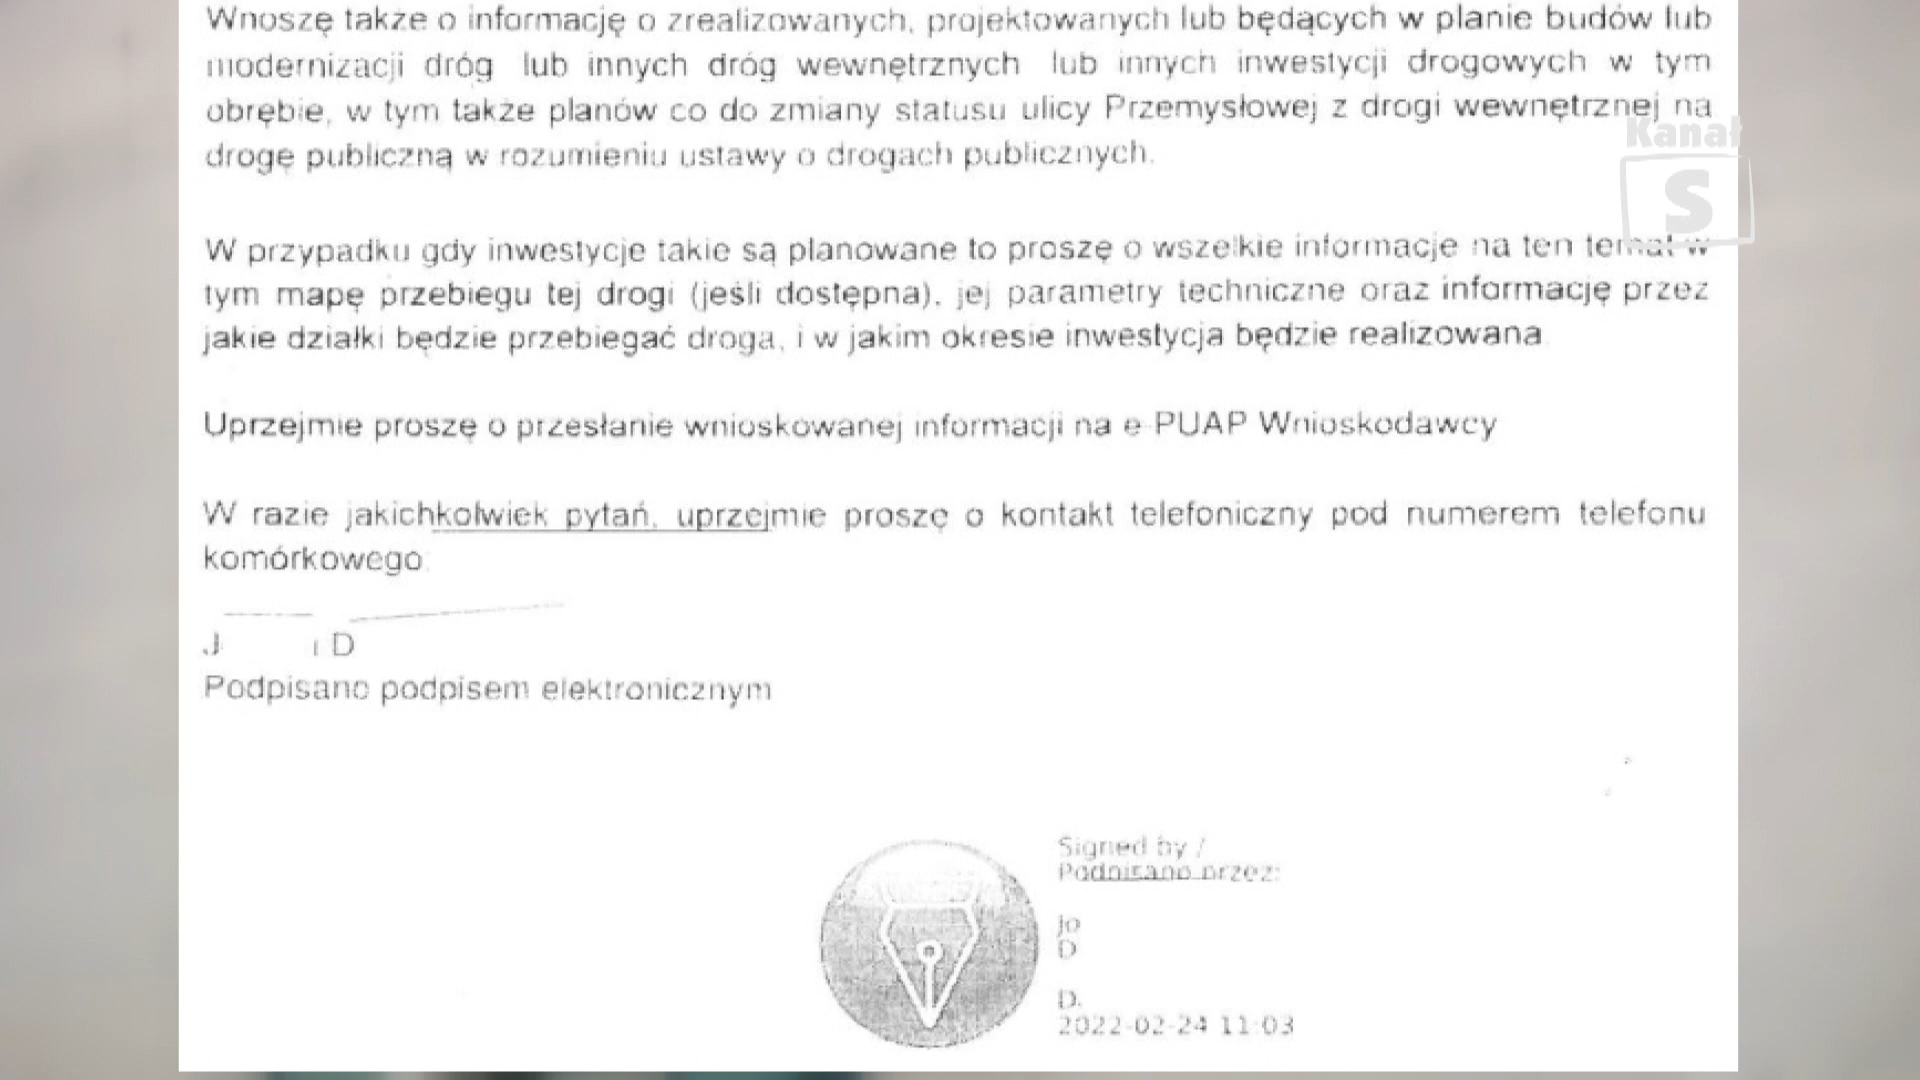 Wnoszę także o informację o zrealizowanych, projektowanych lub będących w planie budów lub
modernizacji dróg lub innych dróg wewnętrznych lub innych inwestycji drogowych w tym
obrębie, w tym także planów co do zmiany statusu ulicy Przemysłowej z drogi wewnętrznej na
drogę publiczną w rozumieniu ustawy o drogach publicznych.
Kanał
S
W przypadku gdy inwestycje takie są planowane to proszę o wszelkie informacje na ten temat w
tym mapę przebiegu tej drogi (jeśli dostępna), jej parametry techniczne oraz informację przez
jakie działki będzie przebiegać droga, i w jakim okresie inwestycja będzie realizowana.
Uprzejmie proszę o przesłanie wnioskowanej informacji na e-PUAP Wnioskodawcy
W razie jakichkolwiek pytań, uprzejmie proszę o kontakt telefoniczny pod numerem telefonu
komórkowego:
J i D
Podpisano podpisem elektronicznym
Signed by /
Podpisano przez:
Jo
D
D.
2022-02-24 11:03